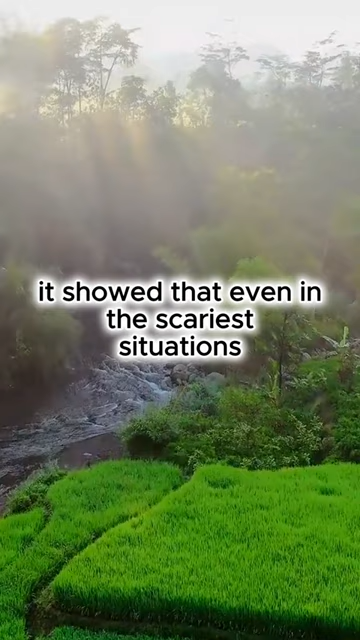 it showed that even in
the scariest
situations